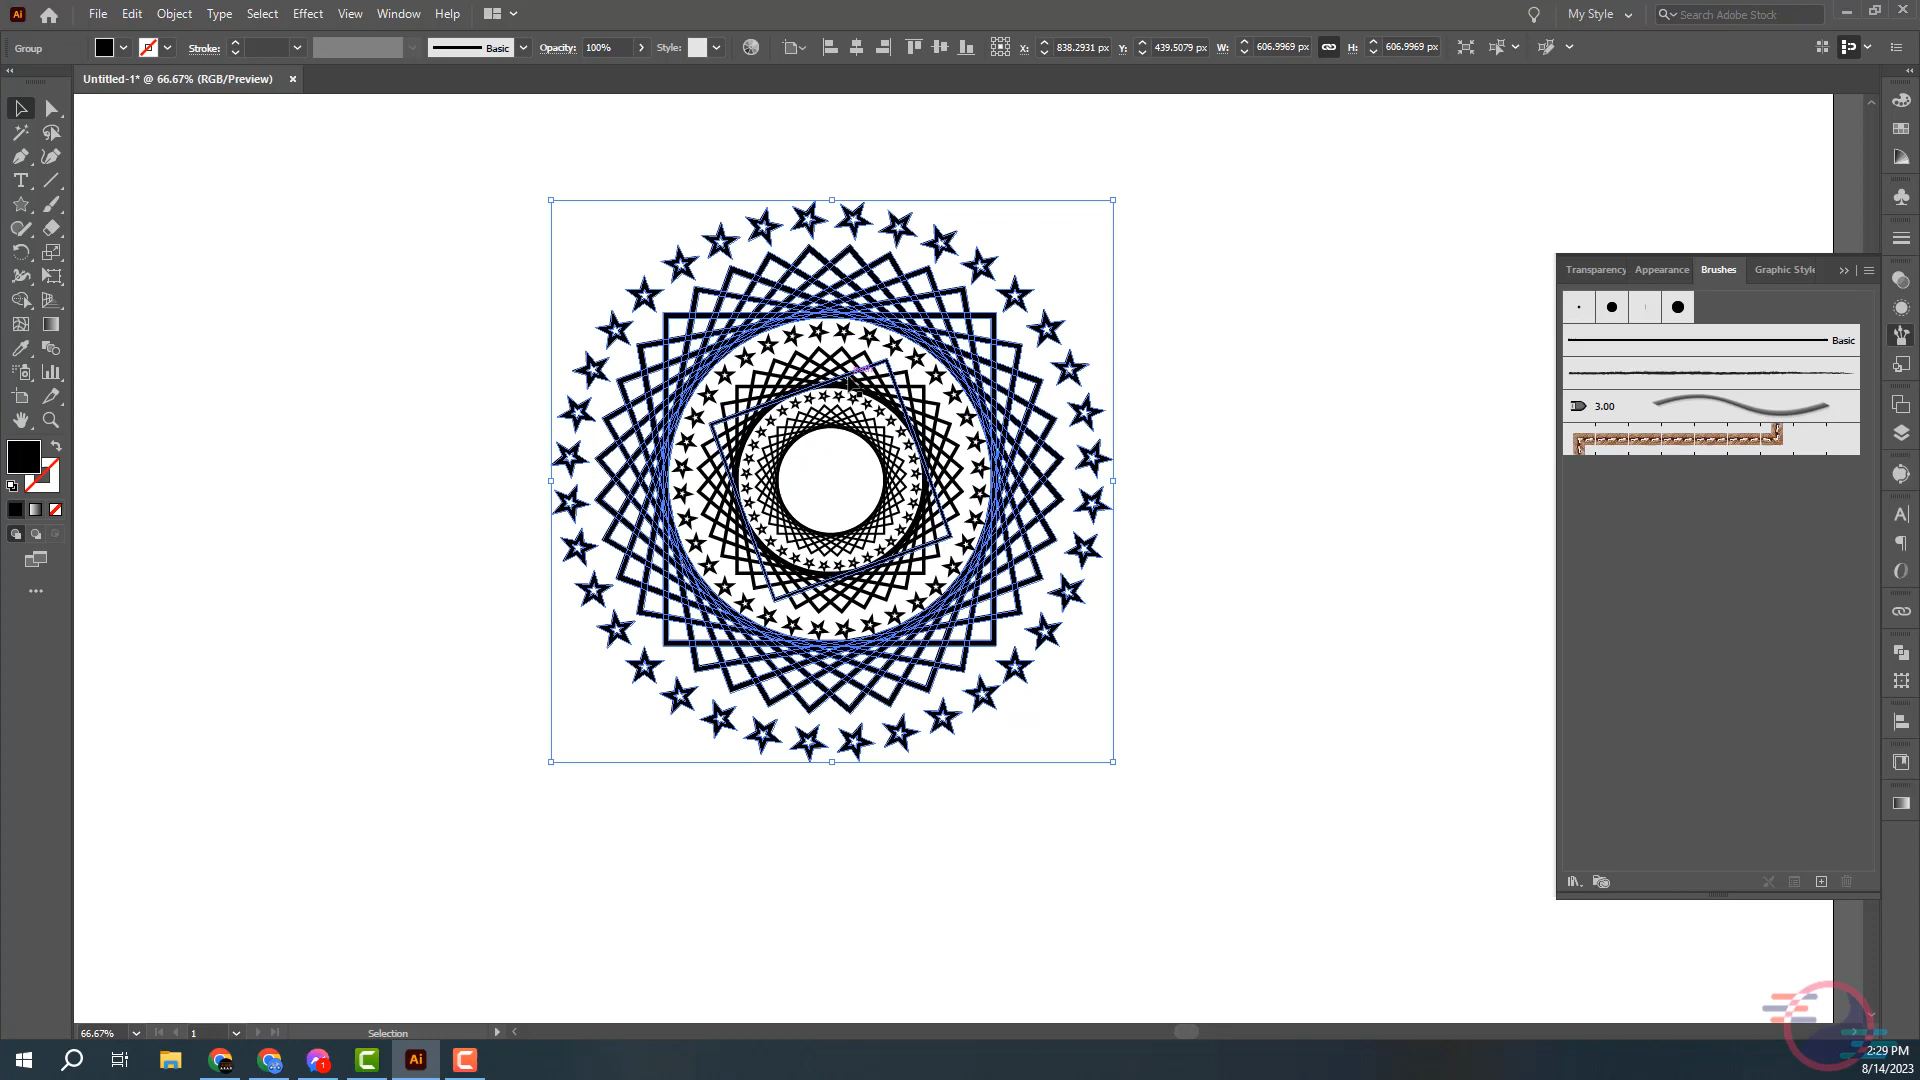 Ai File Edit Object Type Select Effect View Window Help My Style Search Adobe Stock
Group Stroke: Basic Opacity: 100% Style: X: 838.2931 px Y: 439.5079 px W: 606.9969 px H: 606.9969 px
Untitled-1* @ 66.67% (RGB/Preview)
Transparency Appearance Brushes Graphic Style
Basic
3.00
66.67% 1 Selection
Ai 2:29 PM
8/14/2023